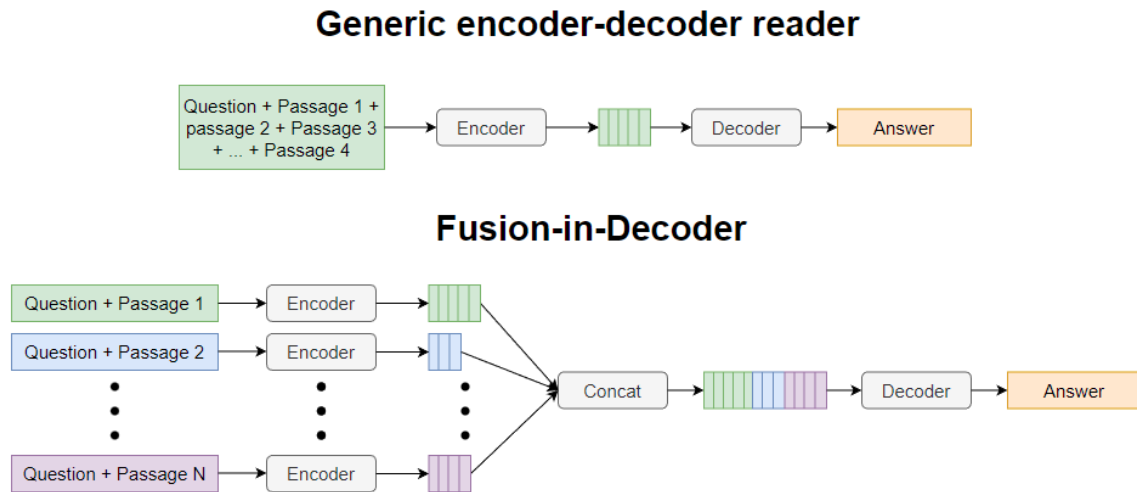 Generic encoder-decoder reader
Question + Passage 1 +
passage 2 + Passage 3
+ ... + Passage 4
Encoder
Decoder
Answer
Fusion-in-Decoder
Question + Passage 1
Encoder
Question + Passage 2
Encoder
Concat
Decoder
Answer
Question + Passage N
Encoder